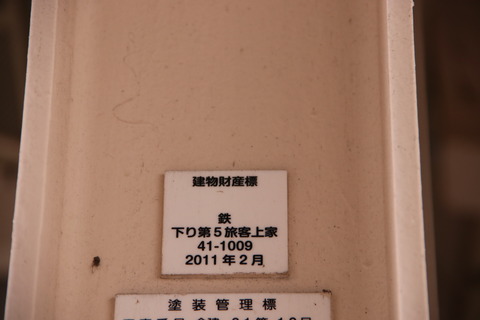 建物財産標
鉄
下り第5旅客上家
41-1009
2011年2月
塗装管理標